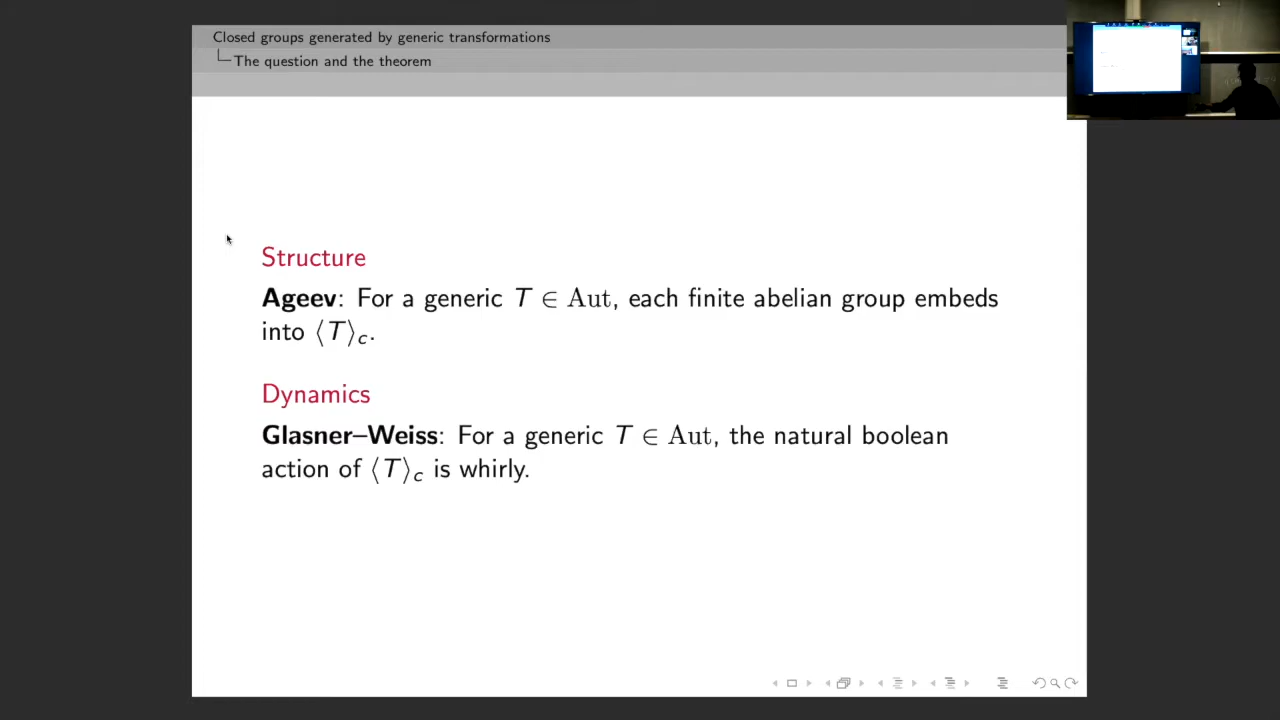 Closed groups generated by generic transformations
The question and the theorem
Structure
Ageev: For a generic T ∈ Aut, each finite abelian group embeds
into ⟨T⟩c.
Dynamics
Glasner–Weiss: For a generic T ∈ Aut, the natural boolean
action of ⟨T⟩c is whirly.